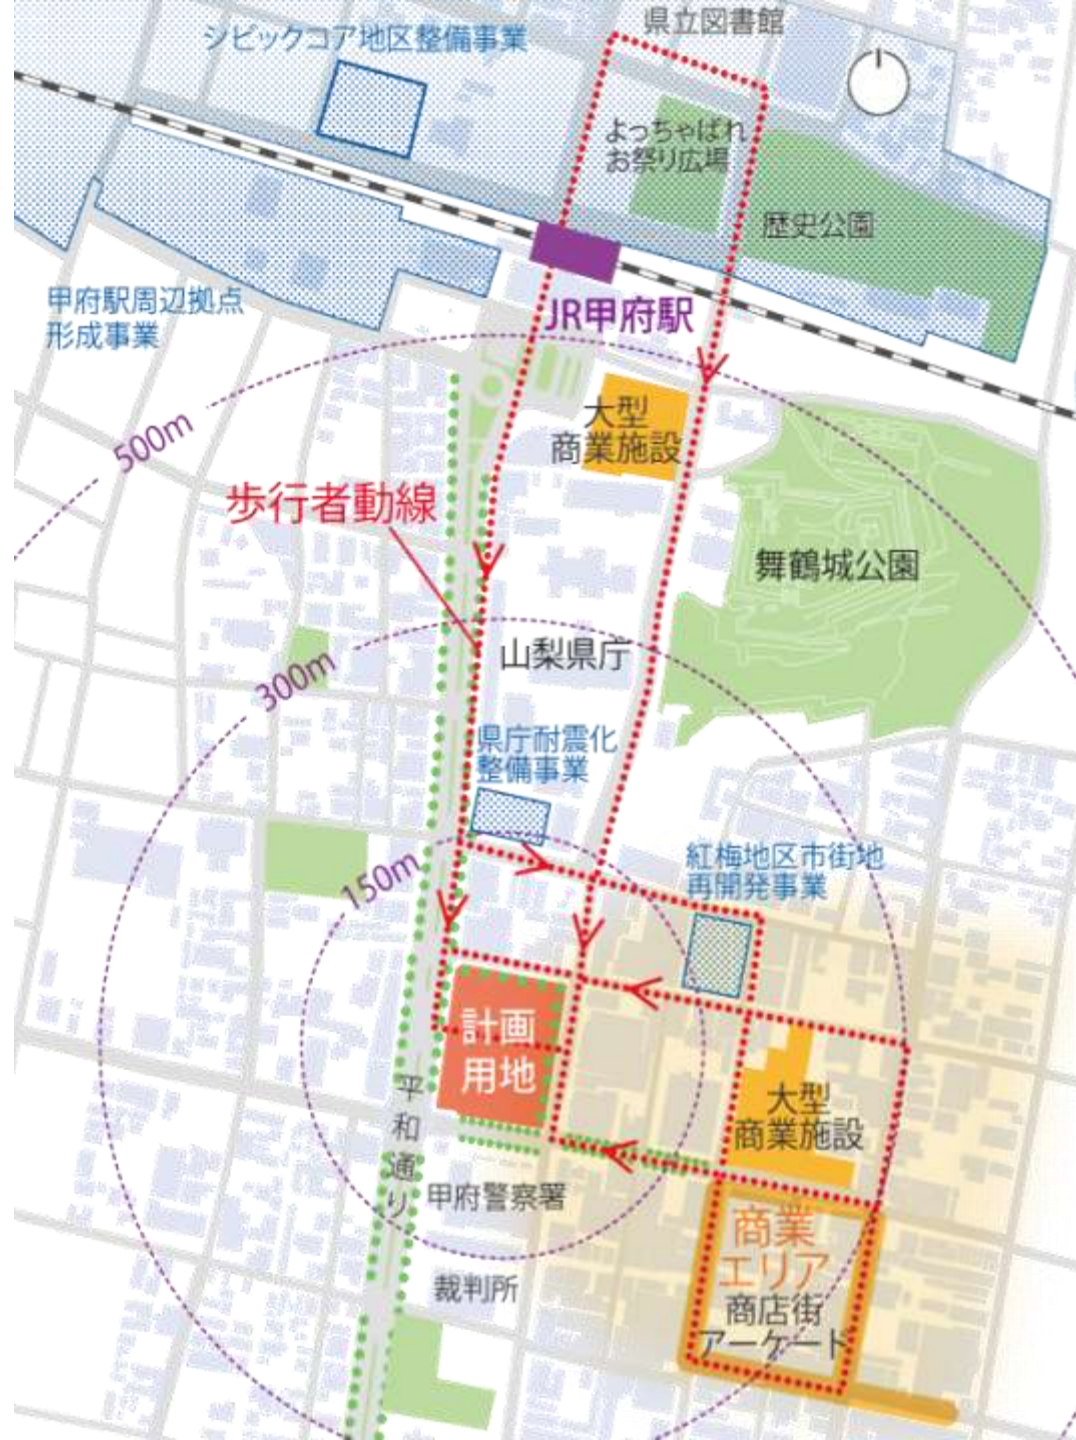 県立図書館
シビックコア地区整備事業
よっちゃばれ
お祭り広場
歴史公園
甲府駅周辺拠点
形成事業
JR甲府駅
500m
大型
商業施設
歩行者動線
舞鶴城公園
山梨県庁
300m
県庁耐震化
整備事業
紅梅地区市街地
再開発事業
150m
計画
用地
平和通り
大型
商業施設
甲府警察署
商業
エリア
商店街
アーケード
裁判所